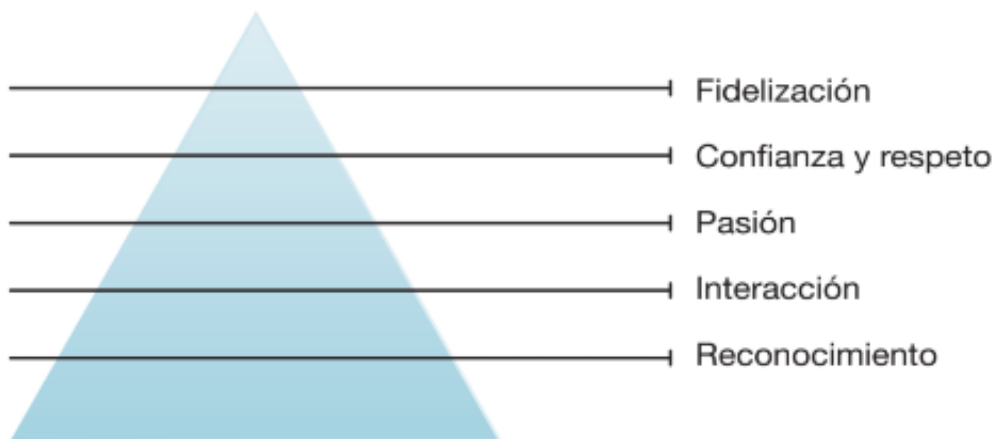 Fidelización
Confianza y respeto
Pasión
Interacción
Reconocimiento